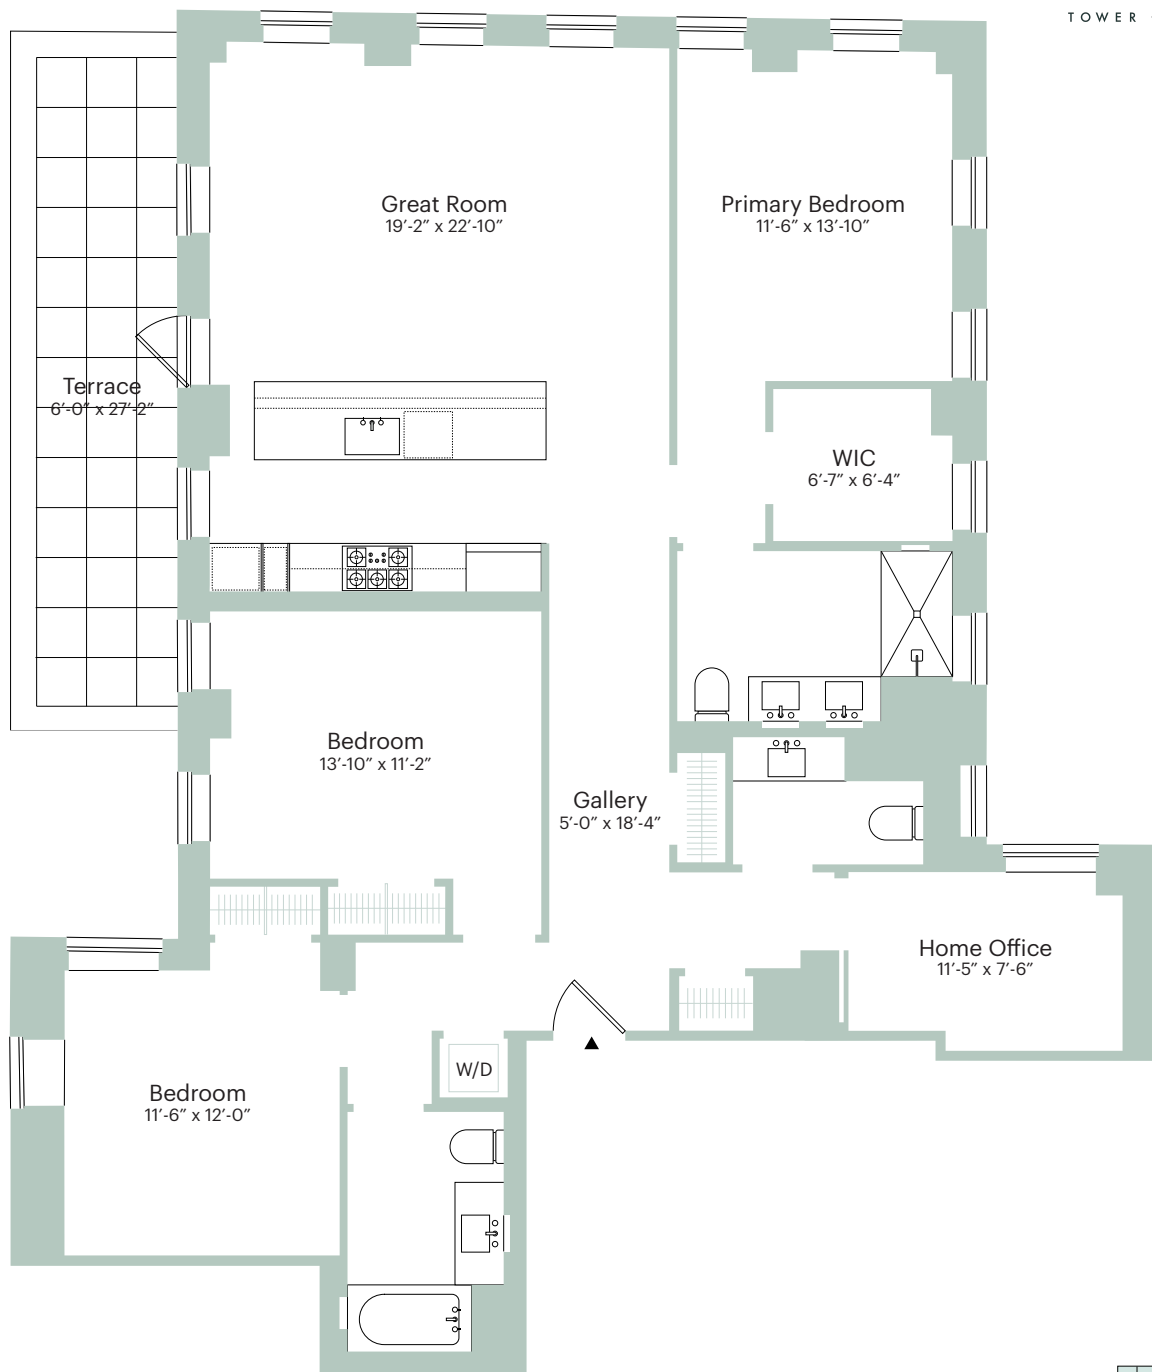 TOWER
Great Room
19'-2" x 22'-10"
Primary Bedroom
11'-6" x 13'-10"
Terrace
6'-0" x 27'-2"
WIC
6'-7" x 6'-4"
Bedroom
13'-10" x 11'-2"
Gallery
5'-0" x 18'-4"
Home Office
11'-5" x 7'-6"
W/D
Bedroom
11'-6" x 12'-0"